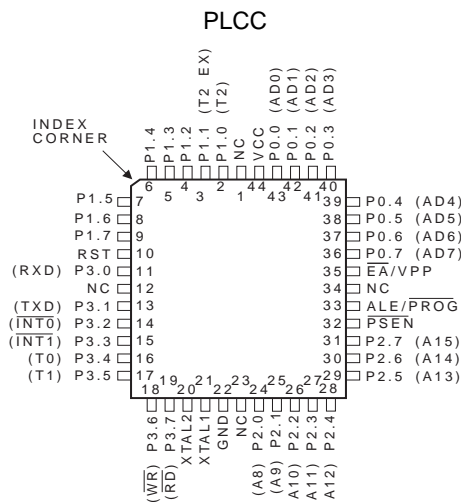 PLCC
INDEX
CORNER
P1.4
P1.3
P1.2
P1.1 (T2 EX)
P1.0 (T2)
NC
VCC
P0.0 (AD0)
P0.1 (AD1)
P0.2 (AD2)
P0.3 (AD3)
6
5
4
3
2
1
44
43
42
41
40
P1.5 7
P1.6 8
P1.7 9
RST 10
(RXD) P3.0 11
NC 12
(TXD) P3.1 13
(INT0) P3.2 14
(INT1) P3.3 15
(T0) P3.4 16
(T1) P3.5 17
39 P0.4 (AD4)
38 P0.5 (AD5)
37 P0.6 (AD6)
36 P0.7 (AD7)
35 EA/VPP
34 NC
33 ALE/PROG
32 PSEN
31 P2.7 (A15)
30 P2.6 (A14)
29 P2.5 (A13)
18
19
20
21
22
23
24
25
26
27
28
(WR) P3.6
(RD) P3.7
XTAL2
XTAL1
GND
NC
(A8) P2.0
(A9) P2.1
A10) P2.2
A11) P2.3
A12) P2.4